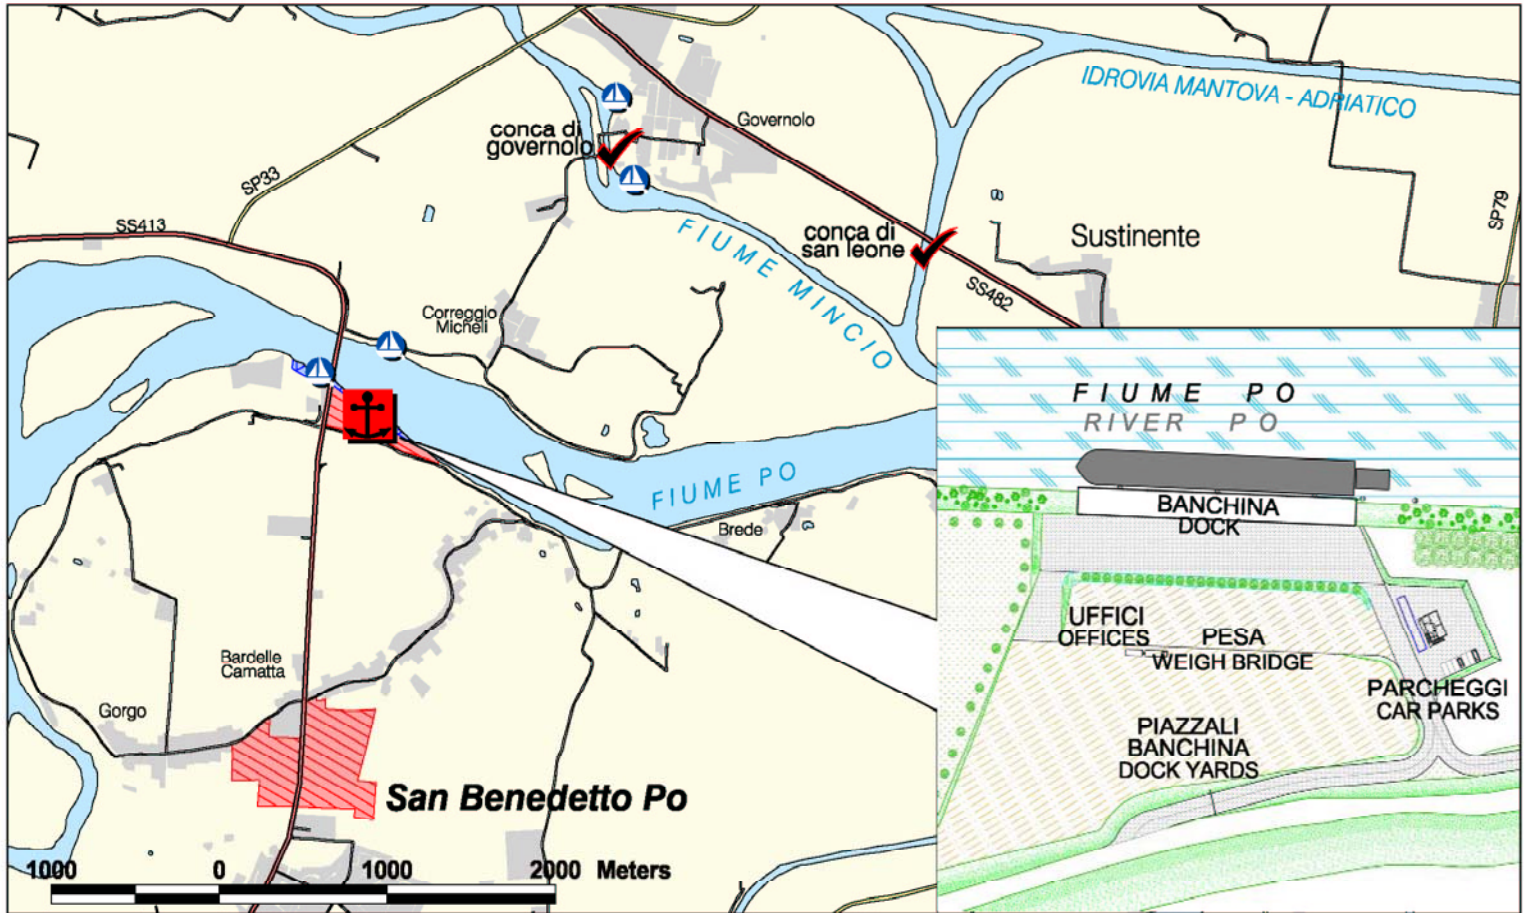 IDROVIA MANTOVA - ADRIATICO
Governolo
conca di
governolo
SP33
SP79
SS413
FIUME MINCIO
conca di
san leone
Sustinente
SS482
Correggio
Micheli
FIUME PO
Brede
Bardelle
Camatta
Gorgo
San Benedetto Po
1000 0 1000 2000 Meters
FIUME PO
RIVER PO
BANCHINA
DOCK
UFFICI
OFFICES
PESA
WEIGH BRIDGE
PARCHEGGI
CAR PARKS
PIAZZALI
BANCHINA
DOCK YARDS